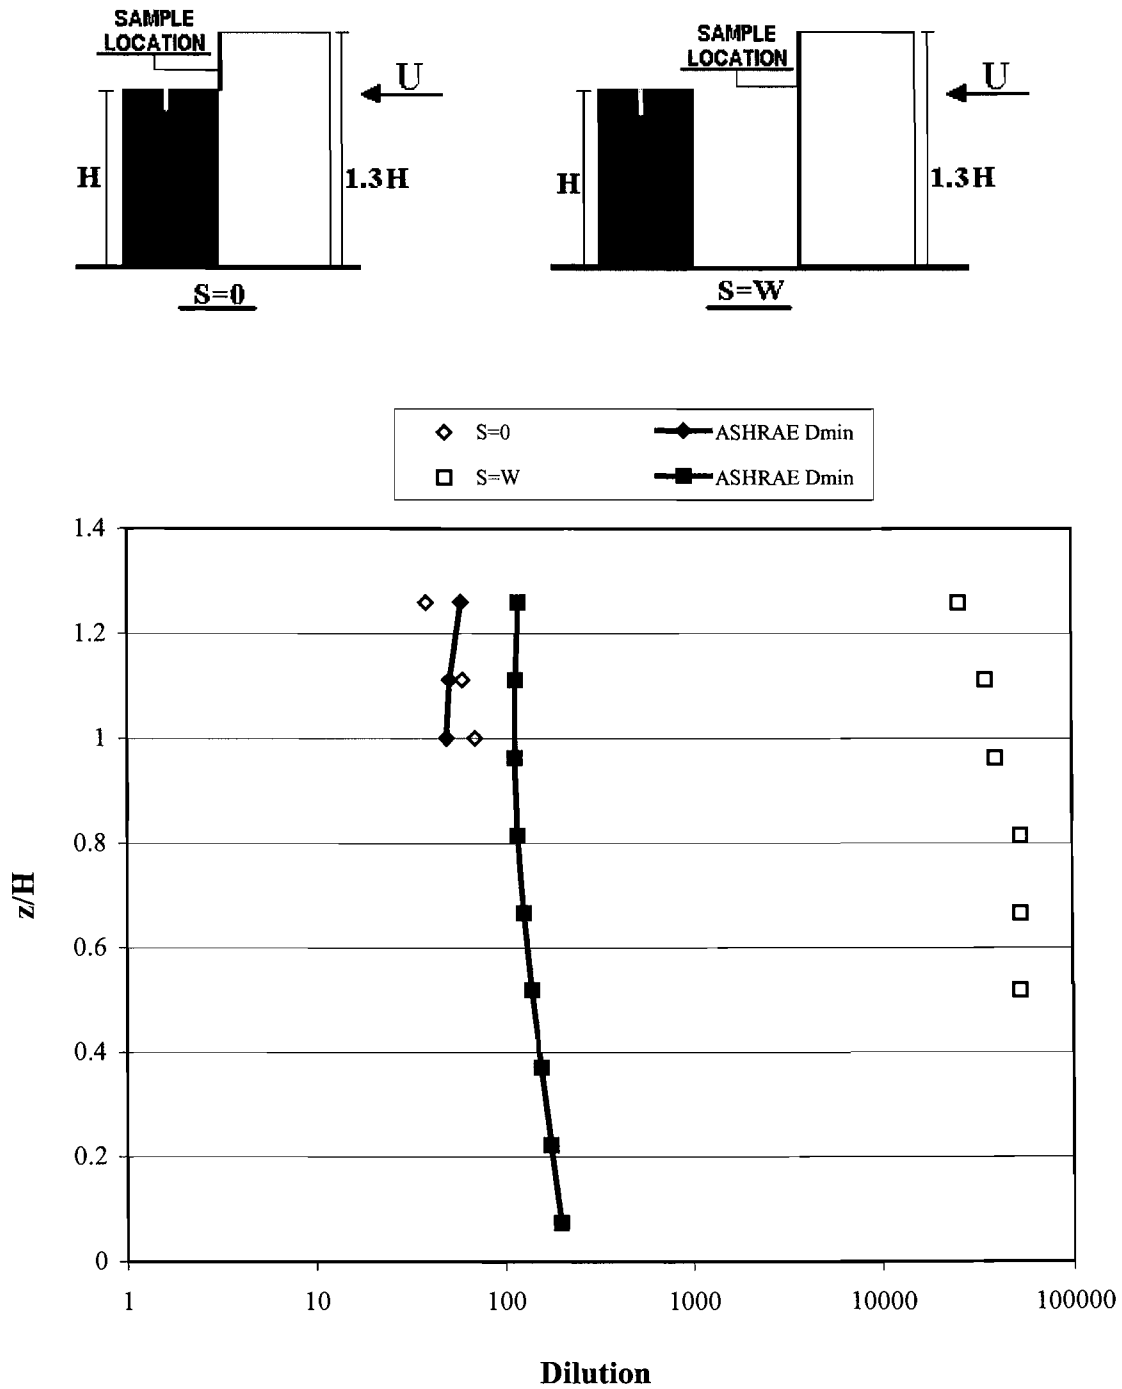 SAMPLE
LOCATION
U
H
1.3H
S=0
SAMPLE
LOCATION
U
H
1.3H
S=W
S=0
ASHRAE Dmin
S=W
ASHRAE Dmin
1.4
1.2
1
0.8
0.6
0.4
0.2
0
z/H
1 10 100 1000 10000 100000
Dilution